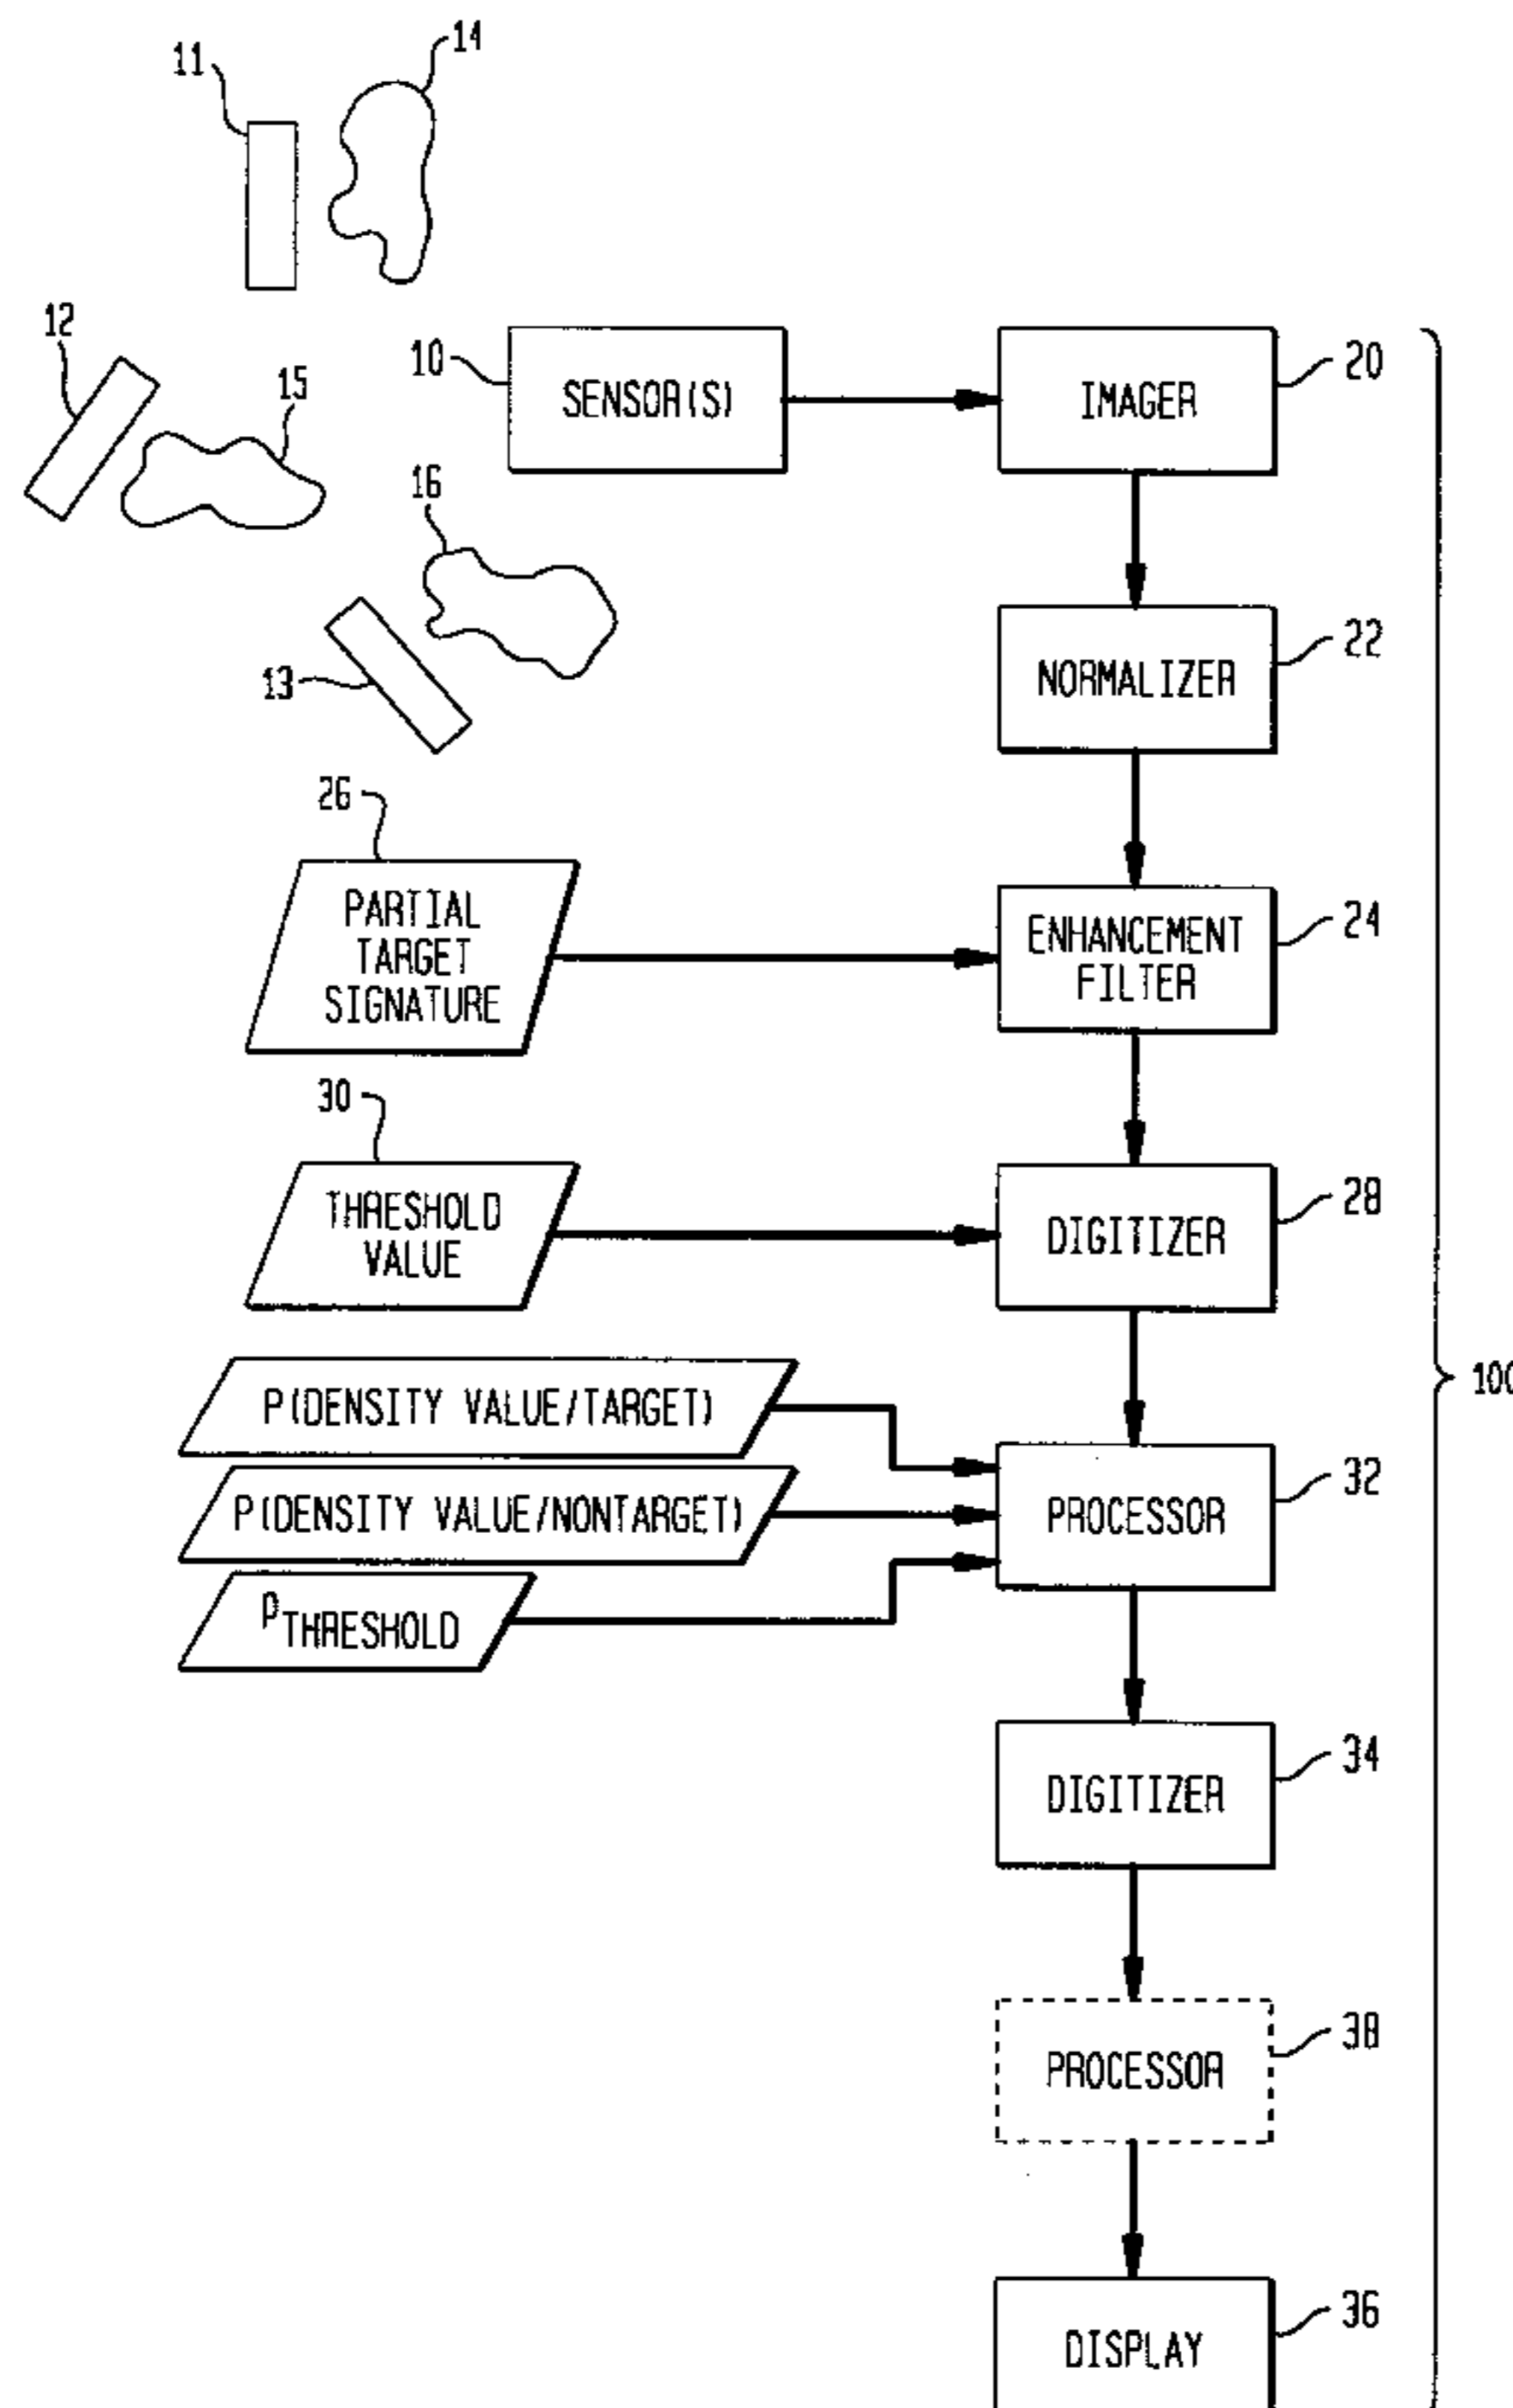 11
14
12
15
10
SENSOR(S)
IMAGER
20
16
13
NORMALIZER
22
26
PARTIAL
TARGET
SIGNATURE
ENHANCEMENT
FILTER
24
30
THRESHOLD
VALUE
DIGITIZER
28
P(DENSITY VALUE/TARGET)
100
P(DENSITY VALUE/NONTARGET)
PROCESSOR
32
PTHRESHOLD
DIGITIZER
34
PROCESSOR
38
DISPLAY
36